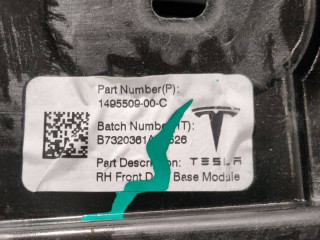 Part Number(P):
1495509-00-C
Batch Number(T):
Part Description: TESLA
RH Front Base Module